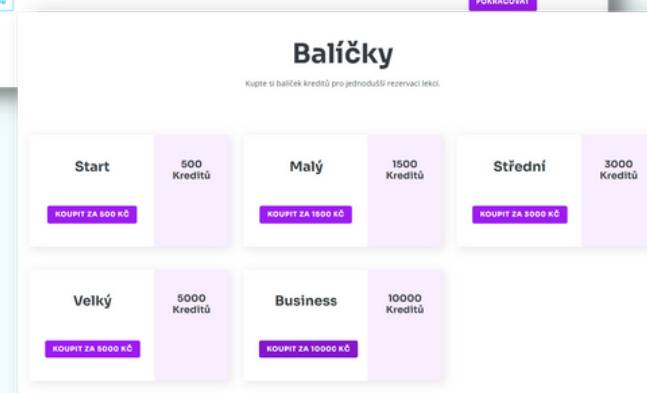 POKRAČOVAT
Balíčky
Kupte si balíček kreditů pro jednodušší rezervaci lekcí.
Start
500
Kreditů
KOUPIT ZA 500 KČ
Malý
1500
Kreditů
KOUPIT ZA 1500 KČ
Střední
3000
Kreditů
KOUPIT ZA 3000 KČ
Velký
5000
Kreditů
KOUPIT ZA 5000 KČ
Business
10000
Kreditů
KOUPIT ZA 10000 KČ